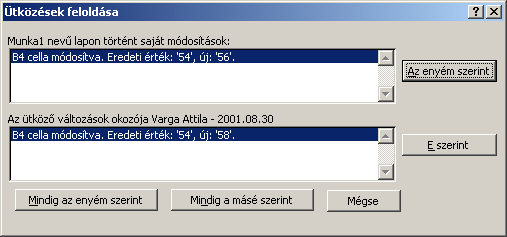 Ütközések feloldása
Munka1 nevű lapon történt saját módosítások:
B4 cella módosítva. Eredeti érték: '54', új: '56'.
Az enyém szerint
Az ütköző változások okozója Varga Attila - 2001.08.30
B4 cella módosítva. Eredeti érték: '54', új: '58'.
E szerint
Mindig az enyém szerint
Mindig a másé szerint
Mégse